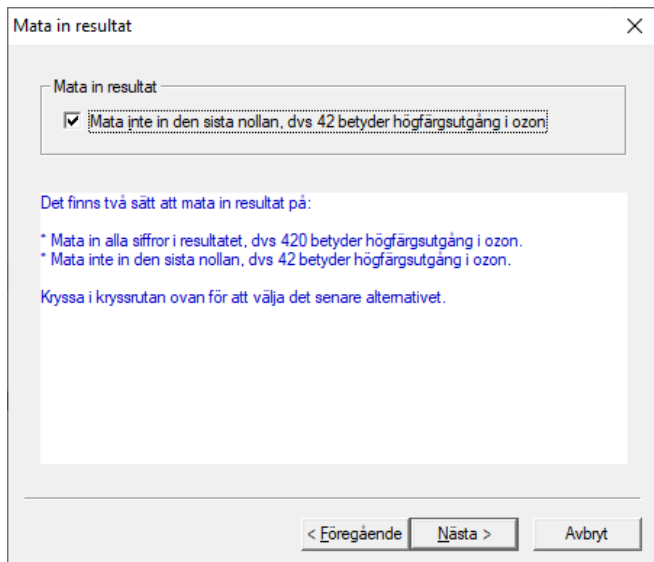 Mata in resultat
Mata in resultat
Mata inte in den sista nollan, dvs 42 betyder högfärgsutgång i ozon
Det finns två sätt att mata in resultat på:
* Mata in alla siffror i resultatet, dvs 420 betyder högfärgsutgång i ozon.
* Mata inte in den sista nollan, dvs 42 betyder högfärgsutgång i ozon.
Kryssa i kryssrutan ovan för att välja det senare alternativet.
< Föregående Nästa > Avbryt